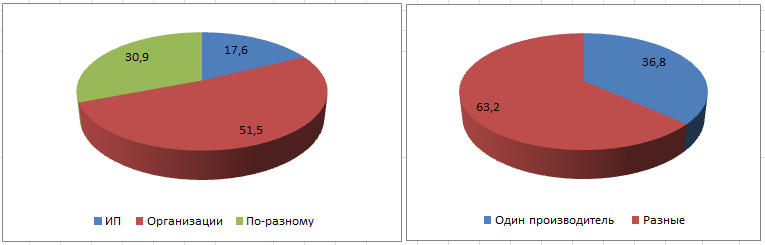 30,9
17,6
51,5
ИП Организации По-разному
36,8
63,2
Один производитель Разные